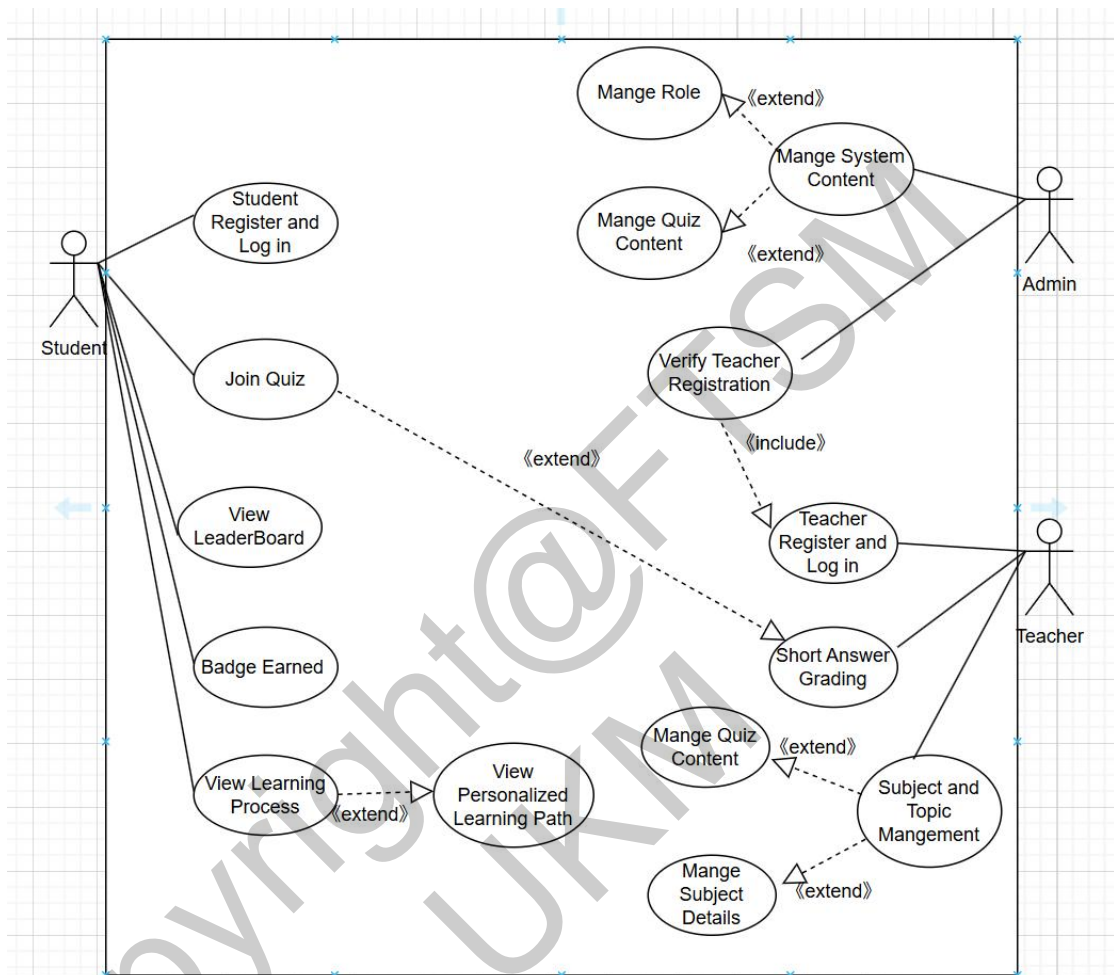 Mange Role
《extend》
Mange System
Content
Student
Register and
Log in
Mange Quiz
Content
《extend》
Admin
Student
Verify Teacher
Registration
Join Quiz
《include》
《extend》
View
LeaderBoard
Teacher
Register and
Log in
Teacher
Badge Earned
Short Answer
Grading
Mange Quiz
Content
《extend》
View Learning
Process
《extend》
View
Personalized
Learning Path
Subject and
Topic
Mangement
Mange
Subject
Details
《extend》
pyright@FTSM
UKM